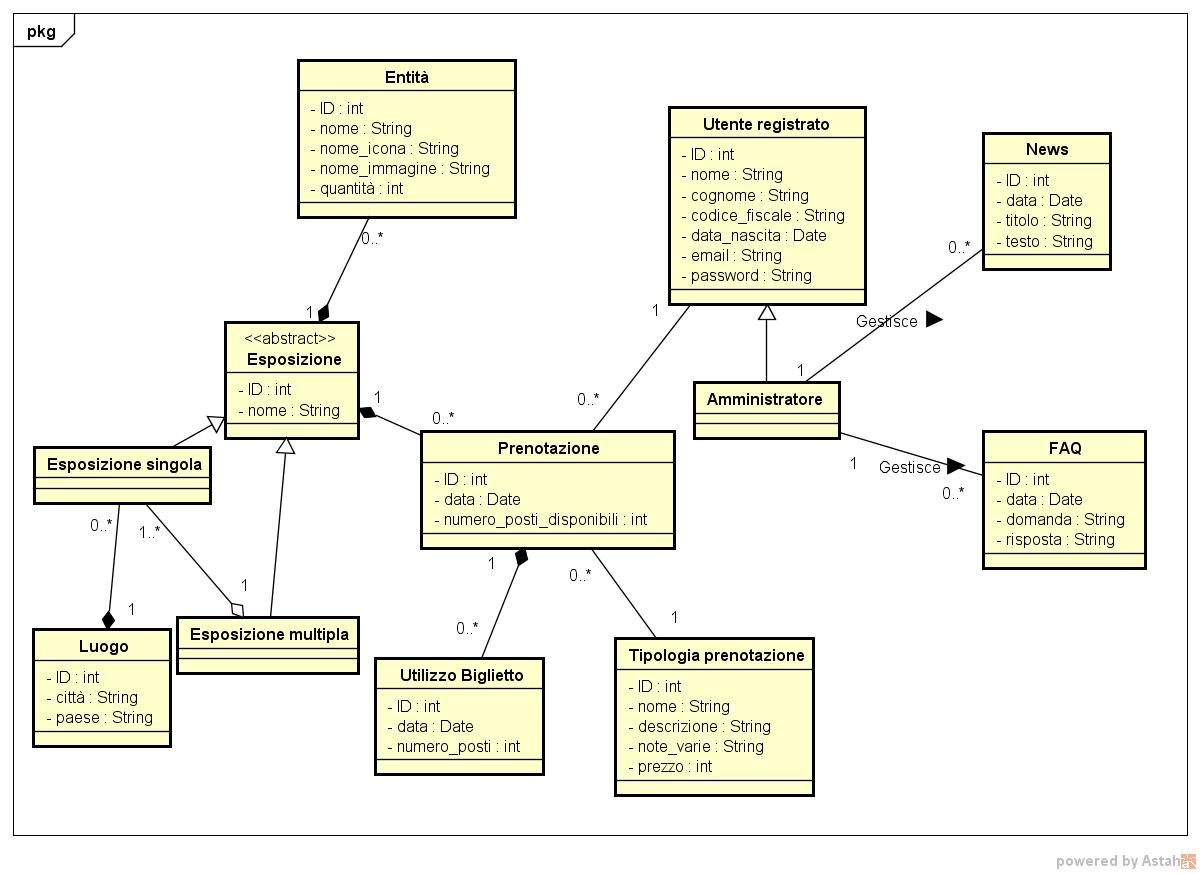 pkg
Entità
- ID : int
- nome : String
- nome_icona : String
- nome_immagine : String
- quantità : int
0..*
1
<<abstract>>
Esposizione
- ID : int
- nome : String
1
0..*
Utente registrato
- ID : int
- nome : String
- cognome : String
- codice_fiscale : String
- data_nascita : Date
- email : String
- password : String
1
0..*
News
- ID : int
- data : Date
- titolo : String
- testo : String
0..*
Gestisce
1
Amministratore
1
Gestisce
0..*
FAQ
- ID : int
- data : Date
- domanda : String
- risposta : String
Prenotazione
- ID : int
- data : Date
- numero_posti_disponibili : int
1
0..*
0..*
1
Esposizione singola
0..*
1..*
1
1
Luogo
- ID : int
- città : String
- paese : String
Esposizione multipla
Utilizzo Biglietto
- ID : int
- data : Date
- numero_posti : int
Tipologia prenotazione
- ID : int
- nome : String
- descrizione : String
- note_varie : String
- prezzo : int
powered by Astah